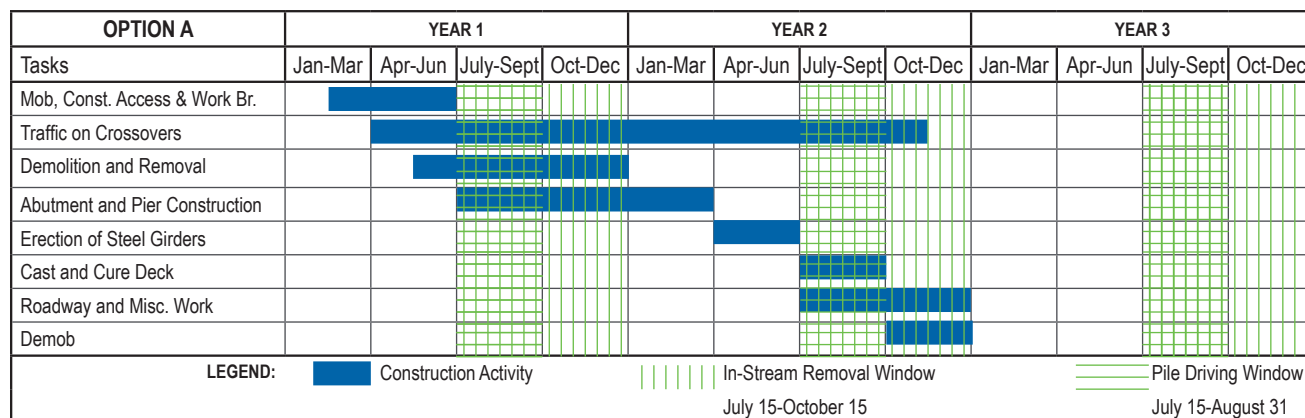 OPTION A YEAR 1 YEAR 2 YEAR 3
Tasks Jan-Mar Apr-Jun July-Sept Oct-Dec Jan-Mar Apr-Jun July-Sept Oct-Dec Jan-Mar Apr-Jun July-Sept Oct-Dec
Mob, Const. Access & Work Br.
Traffic on Crossovers
Demolition and Removal
Abutment and Pier Construction
Erection of Steel Girders
Cast and Cure Deck
Roadway and Misc. Work
Demob
LEGEND: Construction Activity In-Stream Removal Window Pile Driving Window
July 15-October 15 July 15-August 31